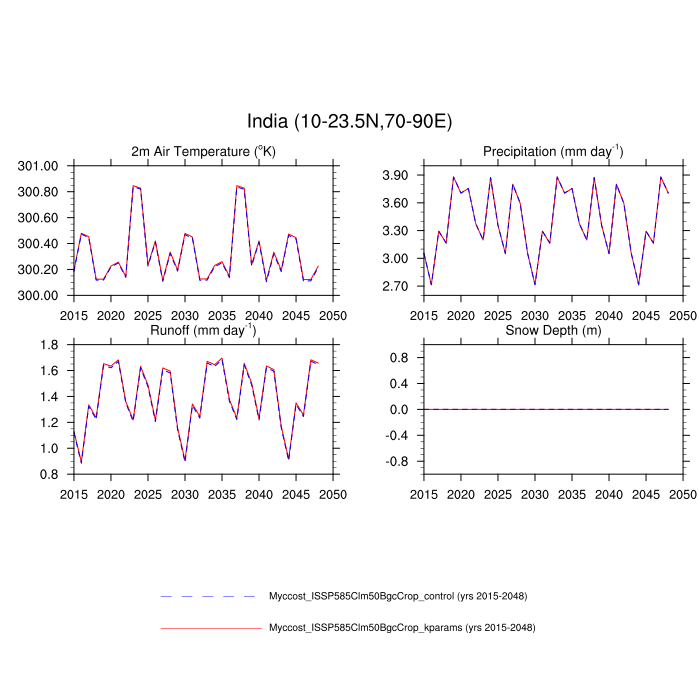 India (10-23.5N,70-90E)
2m Air Temperature (°K)
301.00
300.80
300.60
300.40
300.20
300.00
2015 2020 2025 2030 2035 2040 2045 2050
Precipitation (mm day⁻¹)
3.90
3.60
3.30
3.00
2.70
2015 2020 2025 2030 2035 2040 2045 2050
Runoff (mm day⁻¹)
1.8
1.6
1.4
1.2
1.0
0.8
2015 2020 2025 2030 2035 2040 2045 2050
Snow Depth (m)
0.8
0.4
0.0
-0.4
-0.8
2015 2020 2025 2030 2035 2040 2045 2050
Myccost_ISSP585Clm50BgcCrop_control (yrs 2015-2048)
Myccost_ISSP585Clm50BgcCrop_kparams (yrs 2015-2048)